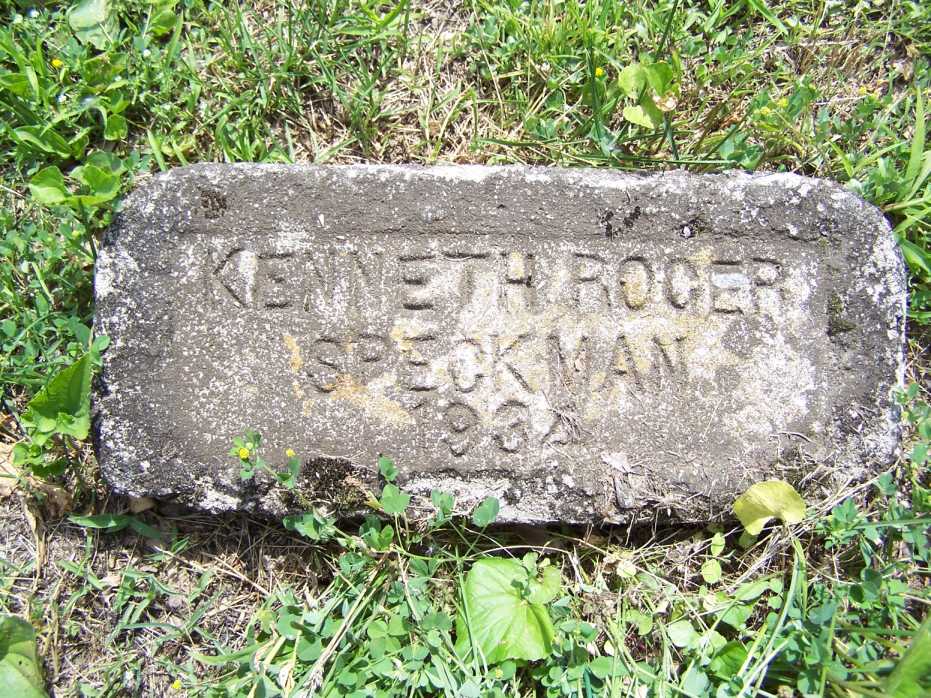 KENNETH ROGER
SPECKMAN
1934